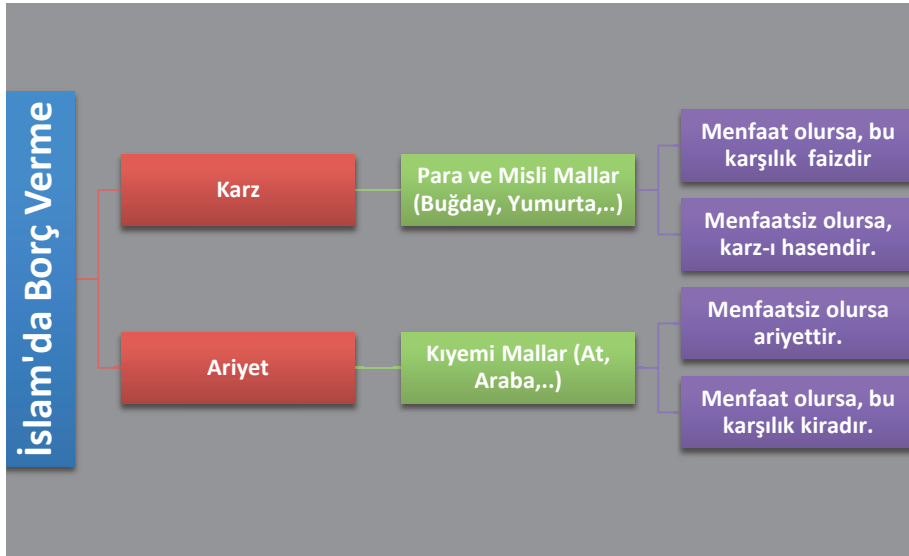 İslam'da Borç Verme
Karz
Para ve Misli Mallar
(Buğday, Yumurta,..)
Menfaat olursa, bu
karşılık faizdir
Menfaatsiz olursa,
karz-ı hasendir.
Ariyet
Kıyemi Mallar (At,
Araba,..)
Menfaatsiz olursa
ariyettir.
Menfaat olursa, bu
karşılık kiradır.